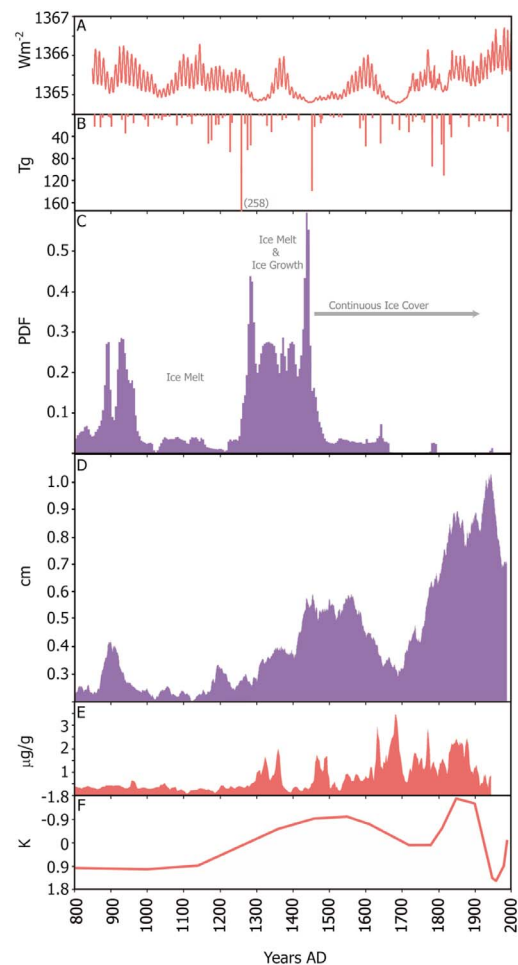 A
1367
1366
1365
Wm-2
B
40
80
120
160
Tg
(258)
C
Ice Melt
&
Ice Growth
Continuous Ice Cover
Ice Melt
0.5
0.4
0.3
0.2
0.1
PDF
D
1.0
0.9
0.8
0.7
0.6
0.5
0.4
0.3
cm
E
3
2
1
µg/g
F
-1.8
-0.9
0
0.9
1.8
K
800
900
1000
1100
1200
1300
1400
1500
1600
1700
1800
1900
2000
Years AD